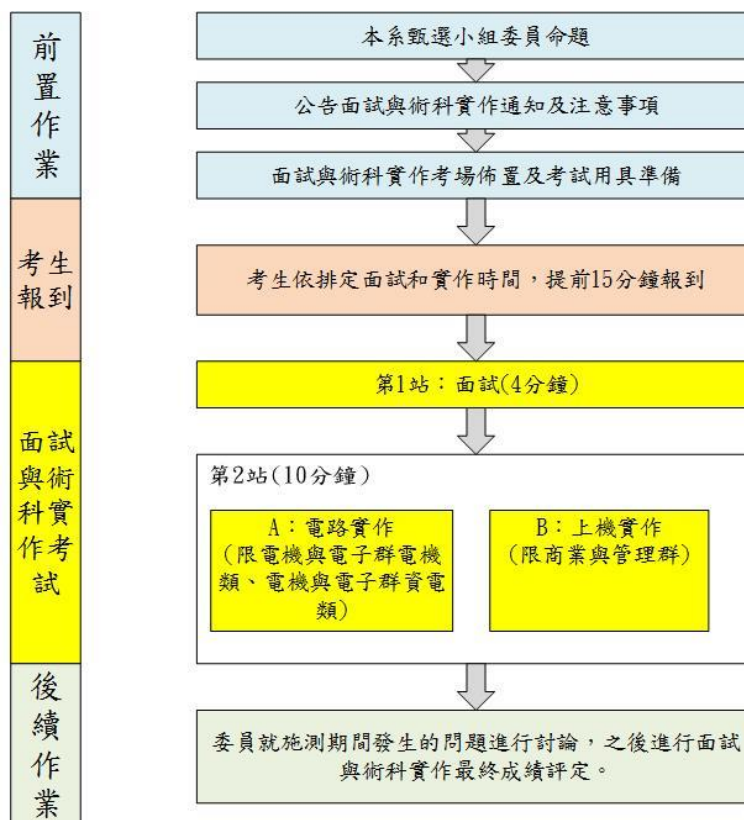 前置作業
本系甄選小組委員命題
公告面試與術科實作通知及注意事項
面試與術科實作考場佈置及考試用具準備
考生
報到
考生依排定面試和實作時間，提前15分鐘報到
面試
與術
科實
作考
試
第1站：面試(4分鐘)
第2站(10分鐘)
A：電路實作
(限電機與電子群電機
類、電機與電子群資電
類)
B：上機實作
(限商業與管理群)
後續作業
委員就施測期間發生的問題進行討論，之後進行面試
與術科實作最終成績評定。